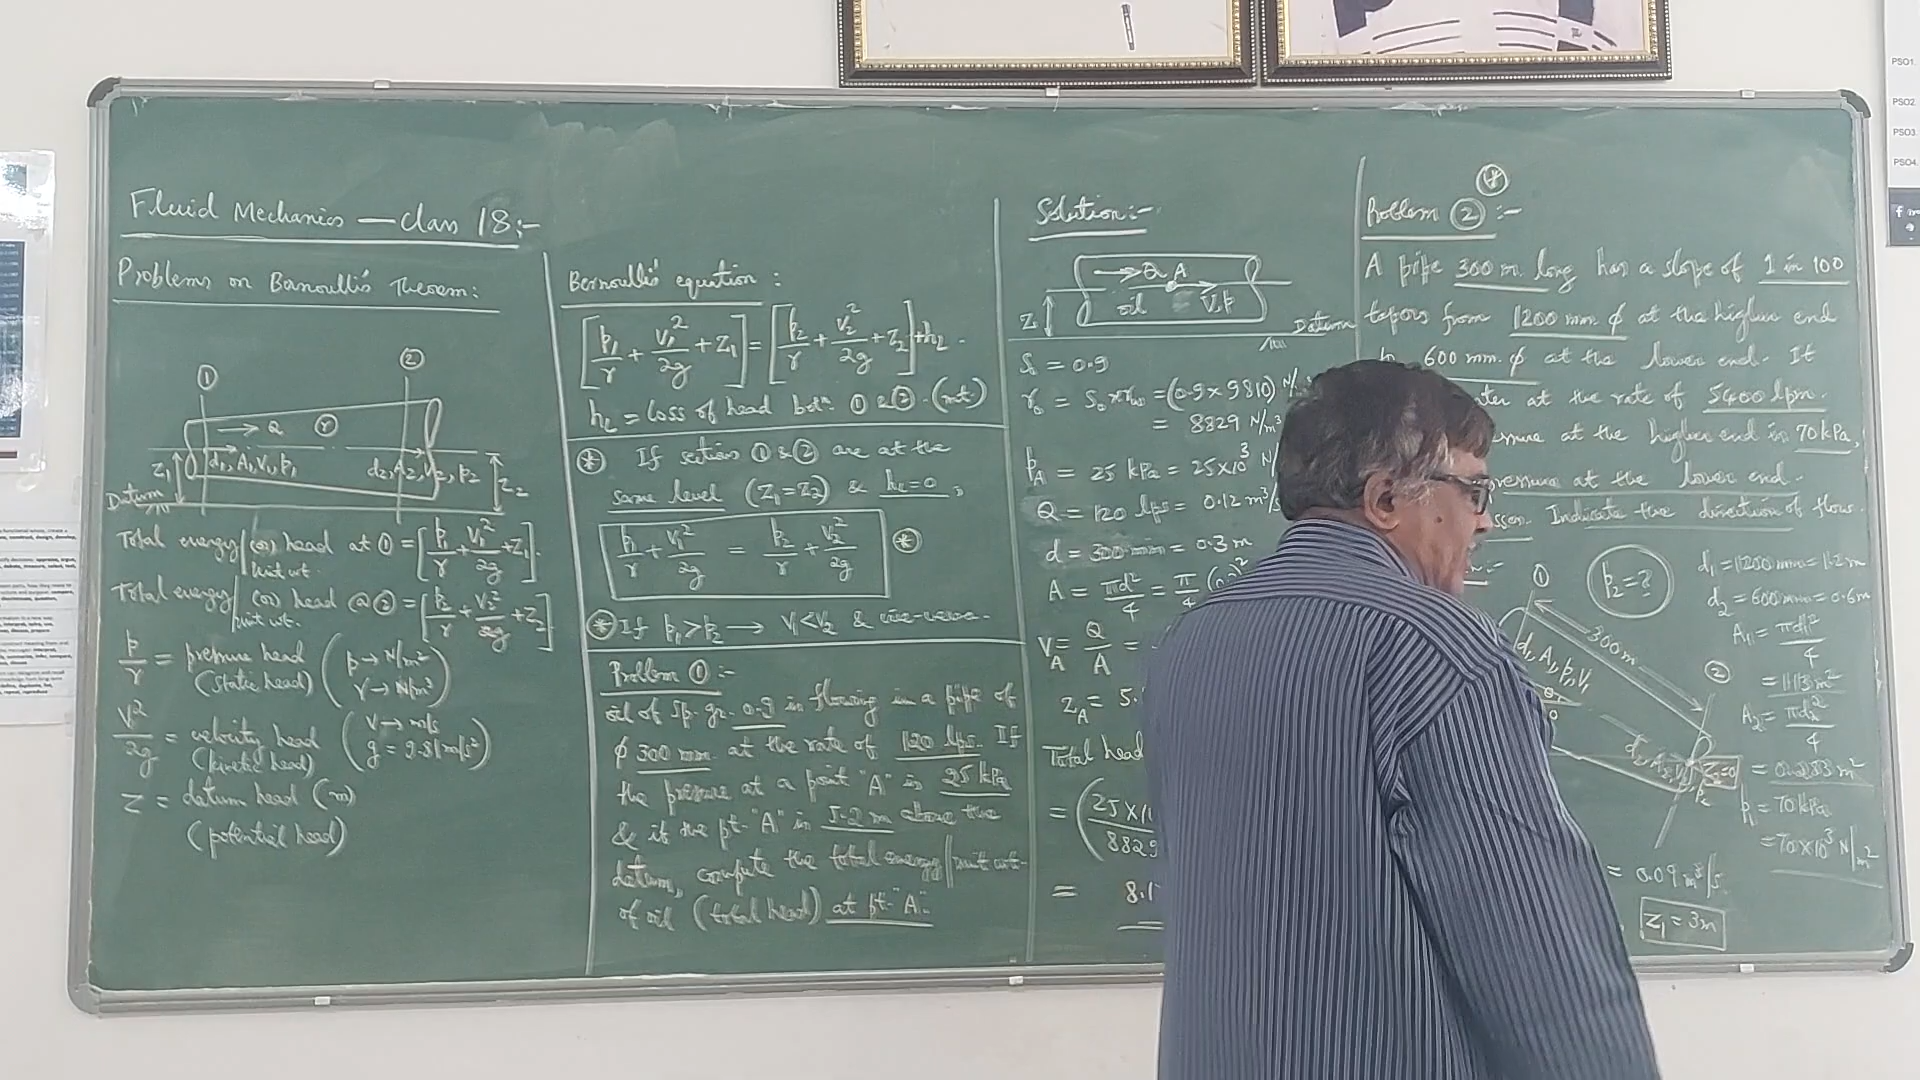 Fluid Mechanics — Class 18:-
Problems on Bernoulli's Theorem:
① ②
→ Q γ
Z₁ d₁, A₁, V₁, p₁ d₂, A₂, V₂, p₂ Z₂
Datum
Total energy/unit wt. (or) head at ① = [p₁/γ + V₁²/2g + Z₁].
Total energy/unit wt. (or) head @ ② = [p₂/γ + V₂²/2g + Z₂]
p/γ = pressure head (p → N/m²
(static head) γ → N/m³)
V²/2g = velocity head (V → m/s
(kinetic head) g = 9.81 m/s²)
Z = datum head (m)
(potential head)
Bernoulli's equation :
[p₁/γ + V₁²/2g + Z₁] = [p₂/γ + V₂²/2g + Z₂] + h_L.
h_L = Loss of head betⁿ. ① & ②. (mt.)
* If sections ① & ② are at the
same level (Z₁=Z₂) & h_L=0,
p₁/γ + V₁²/2g = p₂/γ + V₂²/2g *
* If p₁>p₂ → V₁<V₂ & vice-versa.
Problem ① :-
oil of Sp. gr. 0.9 is flowing in a pipe of
φ 300 mm. at the rate of 120 lps. If
the pressure at a point "A" is 25 kPa
& if the pt. "A" is 5.2 m above the
datum, compute the total energy/unit wt.
of oil (total head) at pt. "A".
Solution:-
→ Q A
oil V, p
Z
Datum
S = 0.9
γ₀ = S₀×γw = (0.9×9810) N/
= 8829 N/m³
p_A = 25 kPa = 25×10³ N/
Q = 120 lps = 0.12 m³/s
d = 300 mm = 0.3 m
A = πd²/4 = π/4 (0.
V_A = Q/A =
Z_A = 5.
Total head
= (25×1
8829
= 8.1
Problem ② :-
A pipe 300 m. long has a slope of 1 in 100
tapers from 1200 mm. φ at the higher end
600 mm. φ at the lower end. It
at the rate of 5400 lpm.
at the higher end is 70 kPa,
pressure at the lower end.
Indicate the direction of flow.
①
p₂=?
d₁ = 1200 mm = 1.2 m
d₂ = 600 mm = 0.6 m
A₁ = πd₁²/4
= 1.13 m²
A₂ = πd₂²/4
= 0.283 m²
p₁ = 70 kPa
= 70×10³ N/m²
300 m
d₁, A₁, p₁, V₁
②
Z₂=0
p₂
= 0.09 m³/s.
Z₁ = 3m
PSO1.
PSO2.
PSO3.
PSO4.